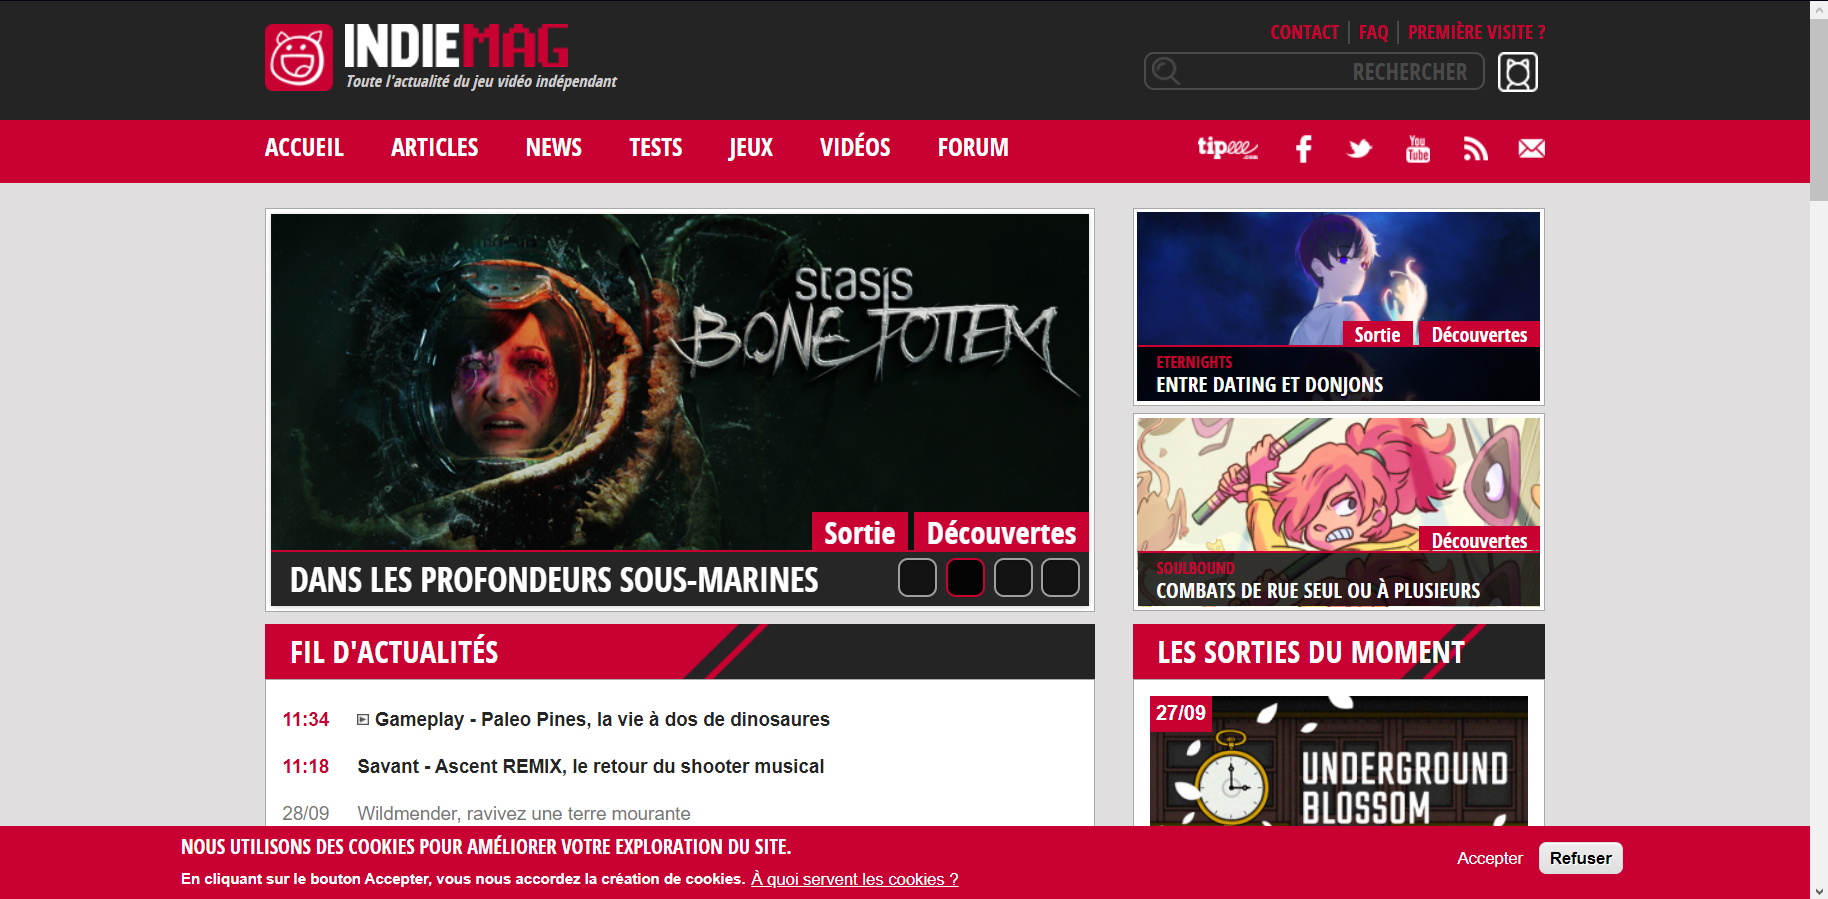 INDIEMAG
Toute l'actualité du jeu vidéo indépendant
CONTACT
FAQ
PREMIÈRE VISITE ?
RECHERCHER
ACCUEIL
ARTICLES
NEWS
TESTS
JEUX
VIDÉOS
FORUM
tipeee.com
You Tube
stasis
BONE TOTEM
Sortie
Découvertes
DANS LES PROFONDEURS SOUS-MARINES
Sortie
Découvertes
ETERNIGHTS
ENTRE DATING ET DONJONS
Découvertes
SOULBOUND
COMBATS DE RUE SEUL OU À PLUSIEURS
FIL D'ACTUALITÉS
11:34 Gameplay - Paleo Pines, la vie à dos de dinosaures
11:18 Savant - Ascent REMIX, le retour du shooter musical
28/09 Wildmender, ravivez une terre mourante
LES SORTIES DU MOMENT
27/09
UNDERGROUND
BLOSSOM
NOUS UTILISONS DES COOKIES POUR AMÉLIORER VOTRE EXPLORATION DU SITE.
En cliquant sur le bouton Accepter, vous nous accordez la création de cookies. À quoi servent les cookies ?
Accepter
Refuser